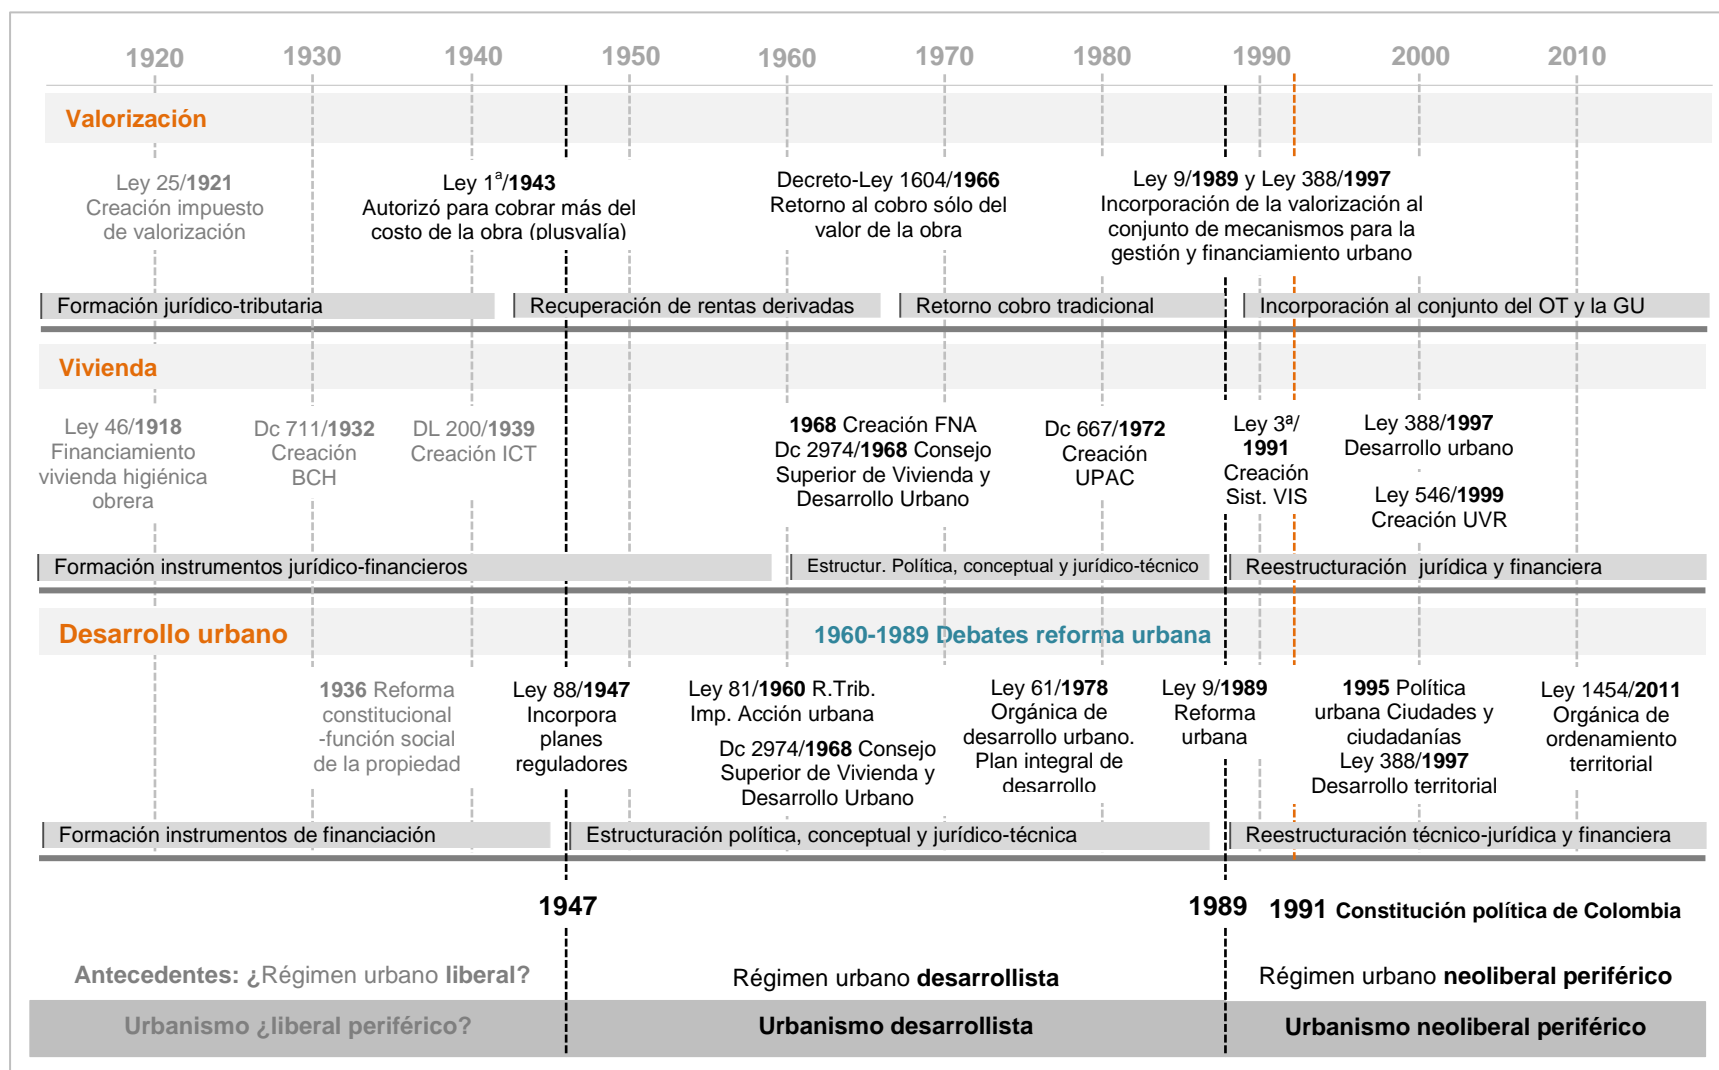 1920 1930 1940 1950 1960 1970 1980 1990 2000 2010
Valorización
Ley 25/1921
Creación impuesto
de valorización
Ley 1ª/1943
Autorizó para cobrar más del
costo de la obra (plusvalía)
Decreto-Ley 1604/1966
Retorno al cobro sólo del
valor de la obra
Ley 9/1989 y Ley 388/1997
Incorporación de la valorización al
conjunto de mecanismos para la
gestión y financiamiento urbano
Formación jurídico-tributaria
Recuperación de rentas derivadas
Retorno cobro tradicional
Incorporación al conjunto del OT y la GU
Vivienda
Ley 46/1918
Financiamiento
vivienda higiénica
obrera
Dc 711/1932
Creación
BCH
DL 200/1939
Creación ICT
1968 Creación FNA
Dc 2974/1968 Consejo
Superior de Vivienda y
Desarrollo Urbano
Dc 667/1972
Creación
UPAC
Ley 3ª/
1991
Creación
Sist. VIS
Ley 388/1997
Desarrollo urbano
Ley 546/1999
Creación UVR
Formación instrumentos jurídico-financieros
Estructur. Política, conceptual y jurídico-técnico
Reestructuración jurídica y financiera
Desarrollo urbano
1960-1989 Debates reforma urbana
1936 Reforma
constitucional
-función social
de la propiedad
Ley 88/1947
Incorpora
planes
reguladores
Ley 81/1960 R.Trib.
Imp. Acción urbana
Dc 2974/1968 Consejo
Superior de Vivienda y
Desarrollo Urbano
Ley 61/1978
Orgánica de
desarrollo urbano.
Plan integral de
desarrollo
Ley 9/1989
Reforma
urbana
1995 Política
urbana Ciudades y
ciudadanías
Ley 388/1997
Desarrollo territorial
Ley 1454/2011
Orgánica de
ordenamiento
territorial
Formación instrumentos de financiación
Estructuración política, conceptual y jurídico-técnica
Reestructuración técnico-jurídica y financiera
1947
1989
1991 Constitución política de Colombia
Antecedentes: ¿Régimen urbano liberal?
Régimen urbano desarrollista
Régimen urbano neoliberal periférico
Urbanismo ¿liberal periférico?
Urbanismo desarrollista
Urbanismo neoliberal periférico